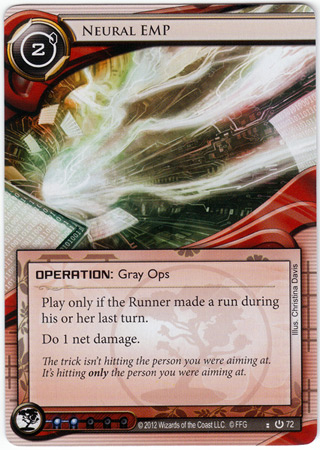 NEURAL EMP
2
OPERATION: Gray Ops
Play only if the Runner made a run during
his or her last turn.
Do 1 net damage.
The trick isn't hitting the person you were aiming at.
It's hitting only the person you were aiming at.
Illus. Christina Davis
© 2012 Wizards of the Coast LLC © FFG
72